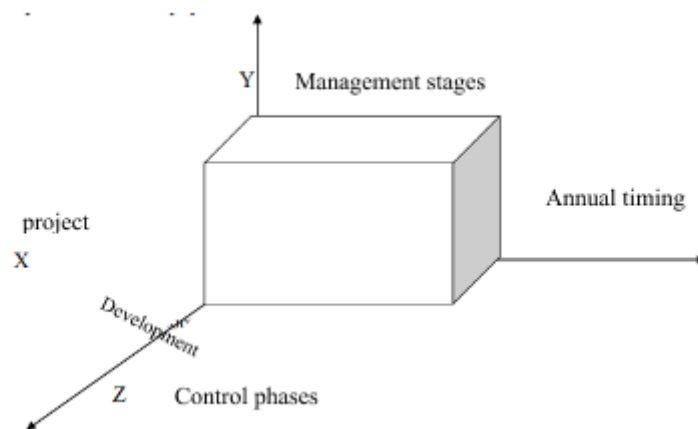 Y
Management stages
Annual timing
project
X
Development
Z
Control phases